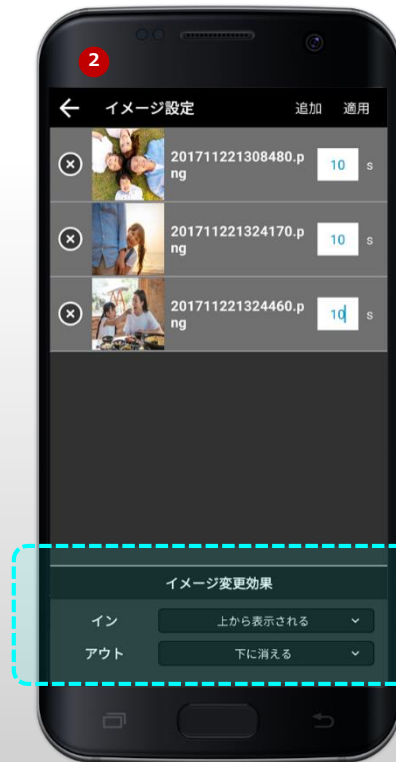 2
イメージ設定 追加 適用
201711221308480.p
ng
10 s
201711221324170.p
ng
10 s
201711221324460.p
ng
10 s
イメージ変更効果
イン 上から表示される
アウト 下に消える